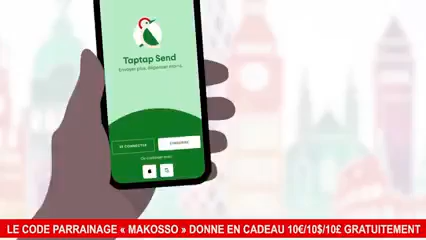 Taptap Send
Envoyer plus, dépenser moins.
SE CONNECTER S'INSCRIRE
LE CODE PARRAINAGE « MAKOSSO » DONNE EN CADEAU 10€/10$/10£ GRATUITEMENT